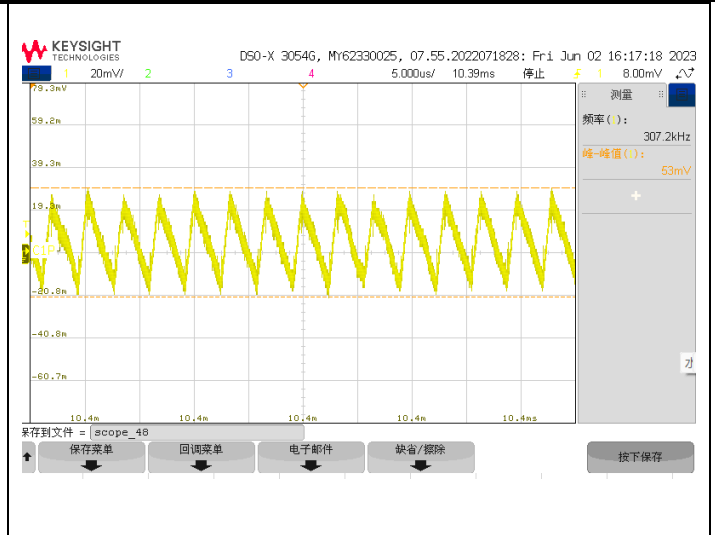 KEYSIGHT
TECHNOLOGIES
DSO-X 3054G, MY62330025, 07.55.2022071828: Fri Jun 02 16:17:18 2023
1 20mV/ 2 3 4 5.000us/ 10.39ms 停止 1 8.00mV
79.3mV
59.2m
39.3m
19.3m
-20.8m
-40.8m
-60.7m
10.4m 10.4m 10.4m 10.4m 10.4ms
测量
频率( ):
307.2kHz
峰-峰值( ):
53mV
+
保存到文件 = scope_48
保存菜单 回调菜单 电子邮件 缺省/擦除 按下保存